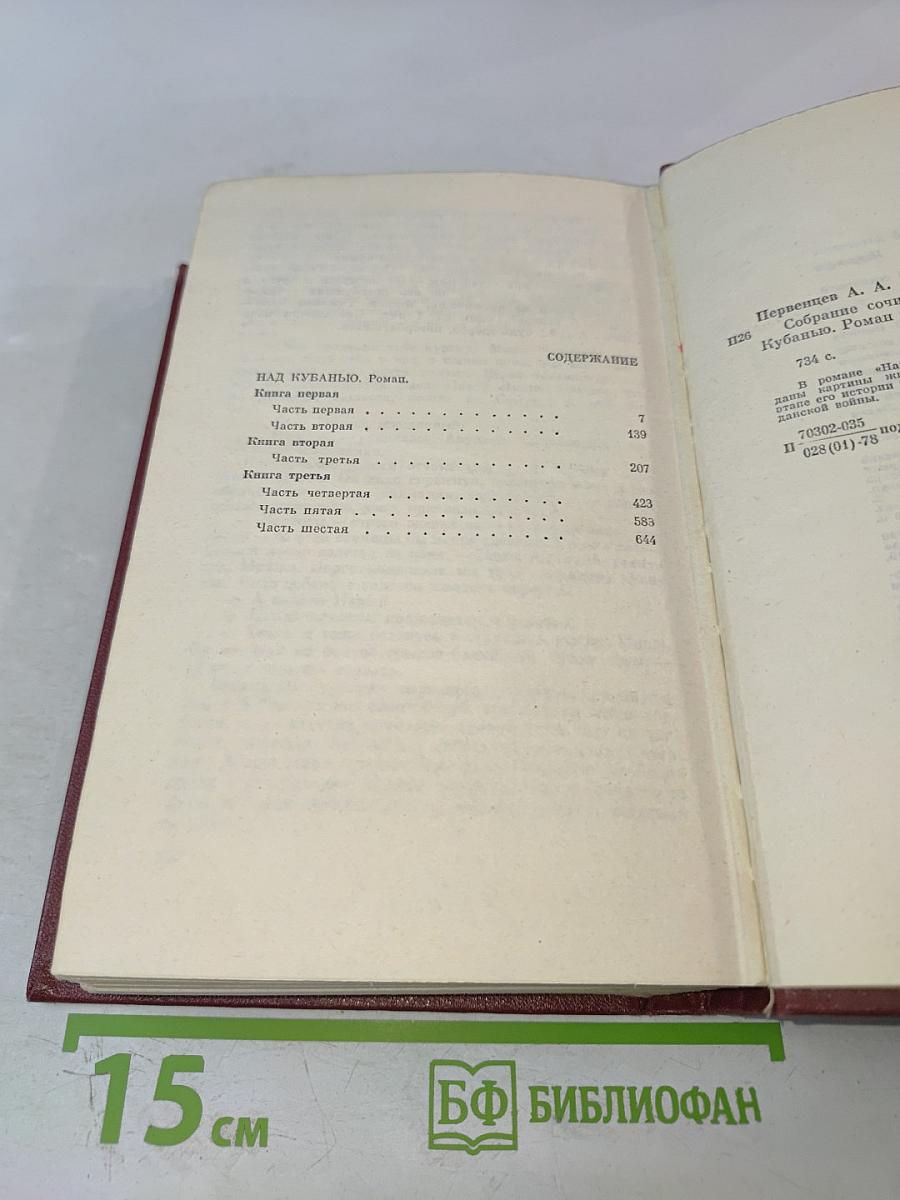 СОДЕРЖАНИЕ
НАД КУБАНЬЮ. Роман.
Книга первая
Часть первая . . . . . . . . . . . . 7
Часть вторая . . . . . . . . . . . . 139
Книга вторая
Часть третья . . . . . . . . . . . . 207
Книга третья
Часть четвертая . . . . . . . . . . . 423
Часть пятая . . . . . . . . . . . . . 583
Часть шестая . . . . . . . . . . . . 644
Первенцев А. А.
П26 Собрание сочи
Кубанью. Роман
734 с.
В романе «На
даны картины
этапе его истории
данской войны.
П 70302-035
028(01)-78 под
15 см
БФ БИБЛИОФАН